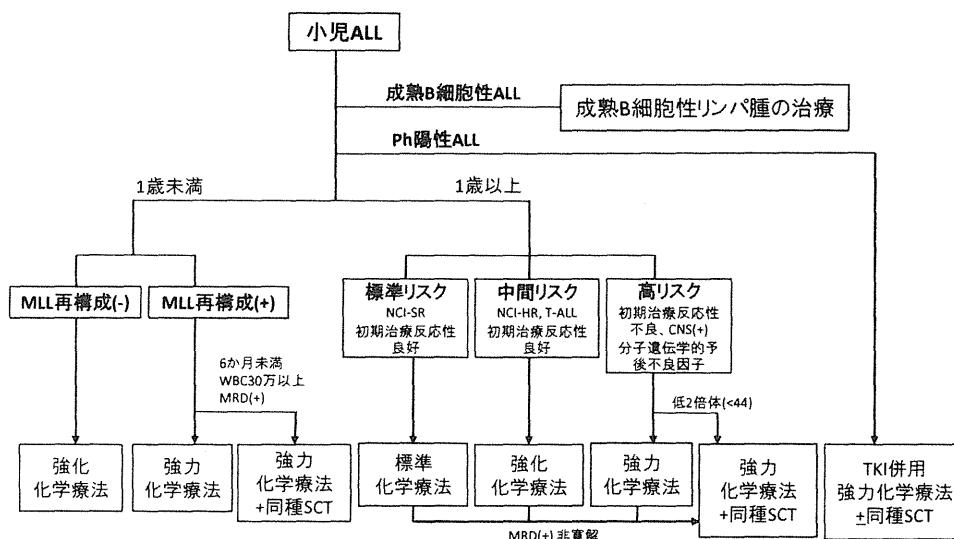 小児ALL
成熟B細胞性ALL
成熟B細胞性リンパ腫の治療
Ph陽性ALL
1歳未満
1歳以上
MLL再構成(-)
MLL再構成(+)
標準リスク
NCI-SR
初期治療反応性
良好
中間リスク
NCI-HR, T-ALL
初期治療反応性
良好
高リスク
初期治療反応性
不良、CNS(+)
分子遺伝学的予
後不良因子
6か月未満
WBC30万以上
MRD(+)
低2倍体(<44)
強化
化学療法
強力
化学療法
強力
化学療法
+同種SCT
標準
化学療法
強化
化学療法
強力
化学療法
強力
化学療法
+同種SCT
TKI併用
強力化学療法
±同種SCT
MRD(+) 非寛解